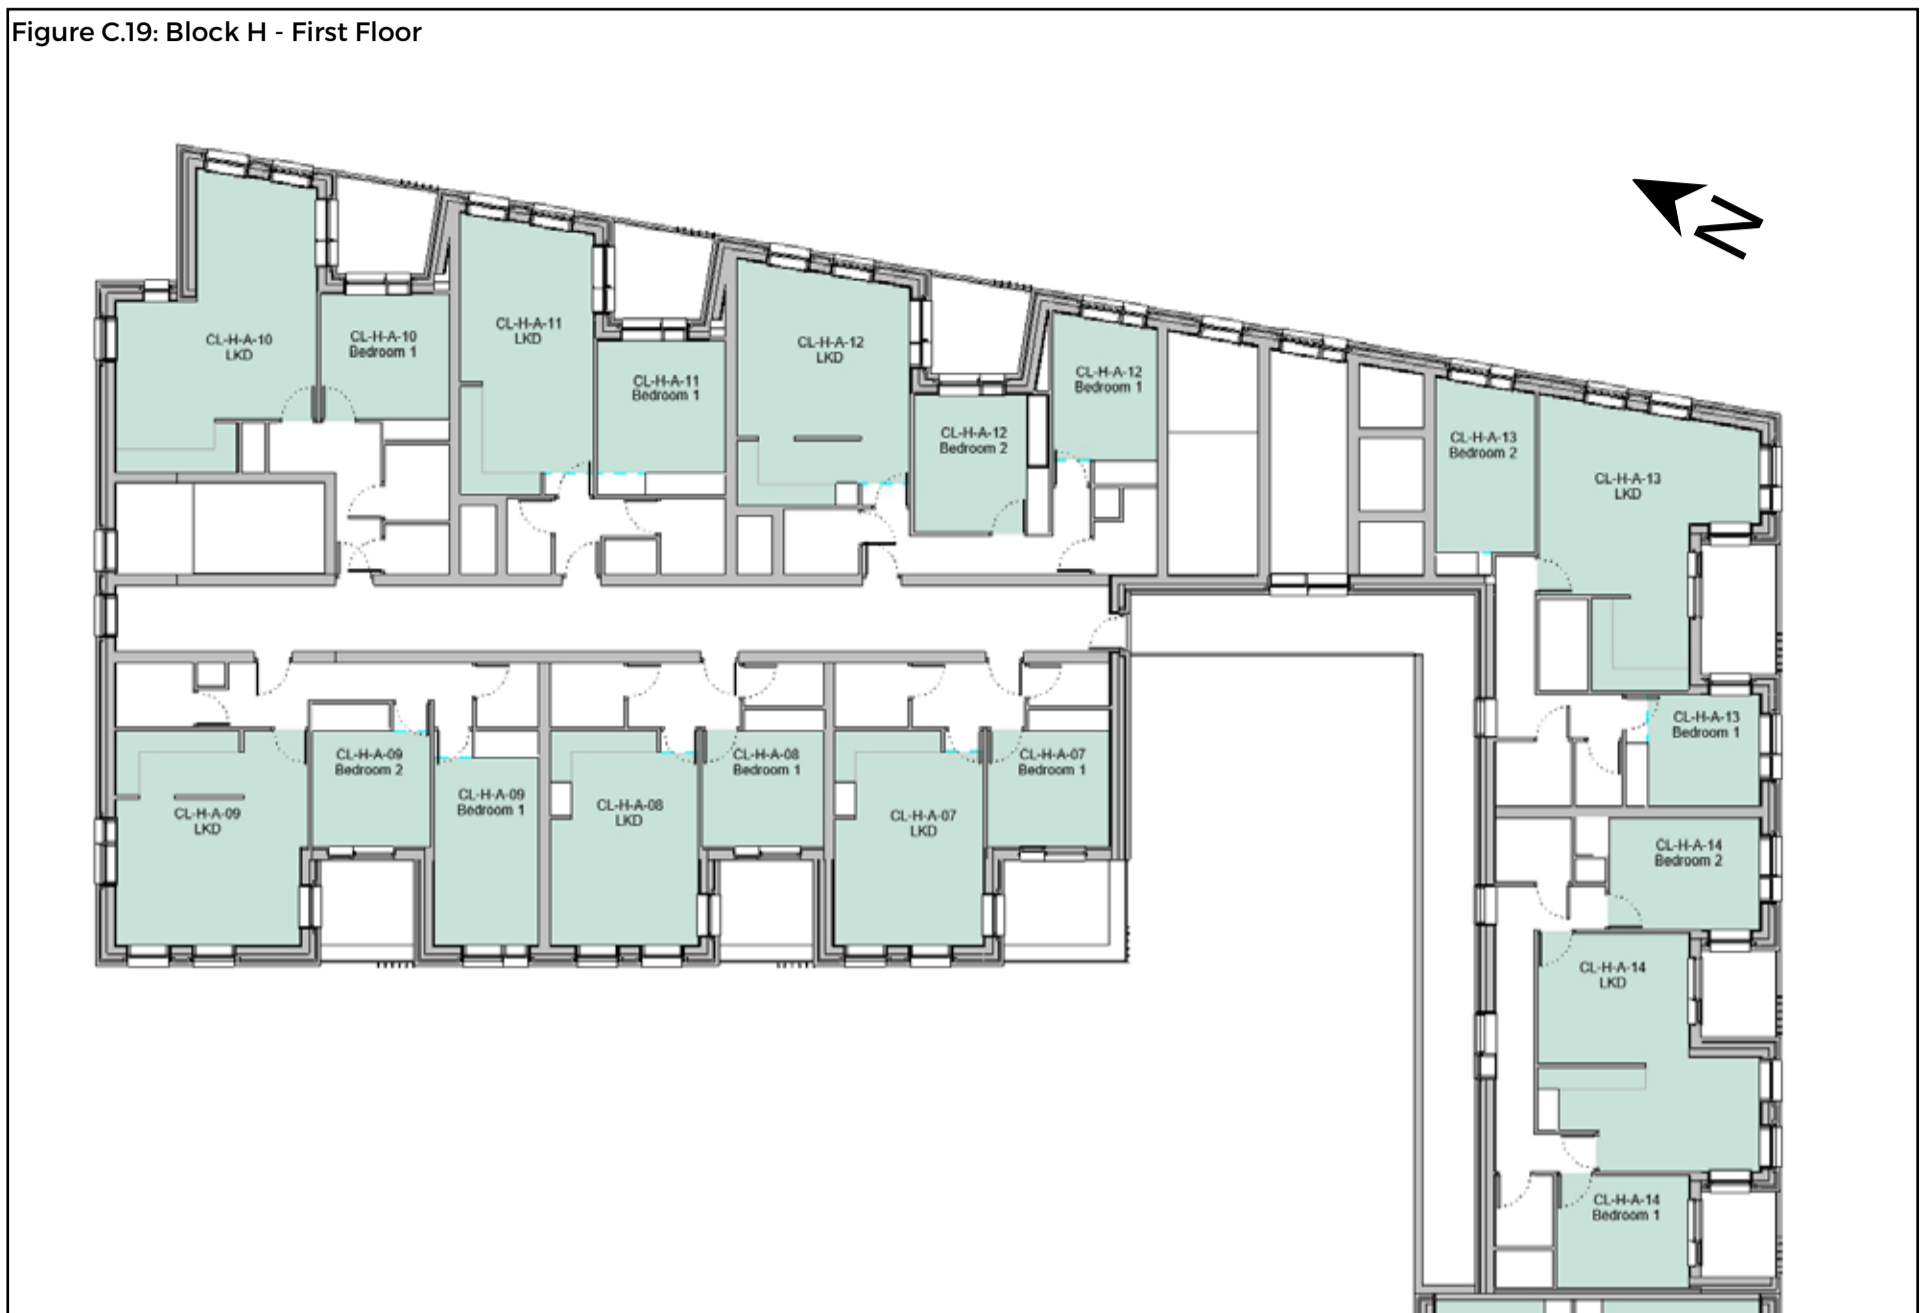 Figure C.19: Block H - First Floor
N
CL-H-A-10
LKD
CL-H-A-10
Bedroom 1
CL-H-A-11
LKD
CL-H-A-11
Bedroom 1
CL-H-A-12
LKD
CL-H-A-12
Bedroom 2
CL-H-A-12
Bedroom 1
CL-H-A-13
Bedroom 2
CL-H-A-13
LKD
CL-H-A-13
Bedroom 1
CL-H-A-09
LKD
CL-H-A-09
Bedroom 2
CL-H-A-09
Bedroom 1
CL-H-A-08
LKD
CL-H-A-08
Bedroom 1
CL-H-A-07
LKD
CL-H-A-07
Bedroom 1
CL-H-A-14
Bedroom 2
CL-H-A-14
LKD
CL-H-A-14
Bedroom 1